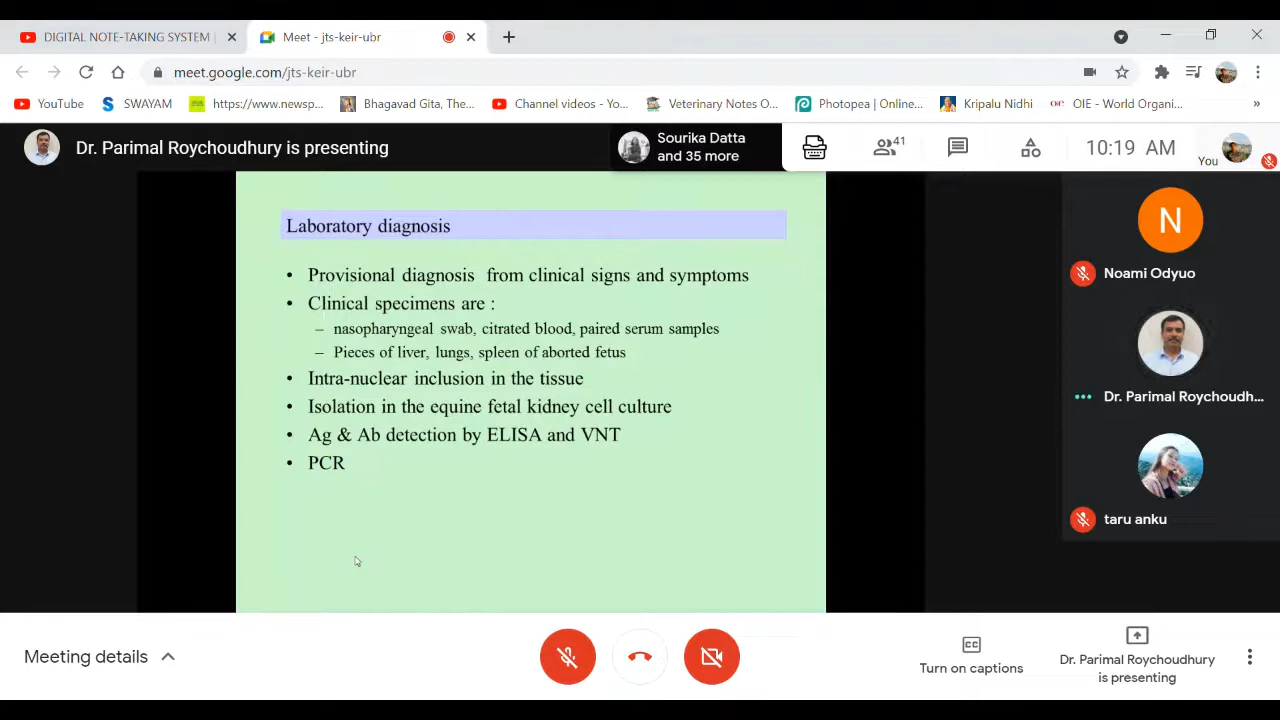 DIGITAL NOTE-TAKING SYSTEM
Meet - jts-keir-ubr
meet.google.com/jts-keir-ubr
YouTube
SWAYAM
https://www.newsp...
Bhagavad Gita, The...
Channel videos - Yo...
Veterinary Notes O...
Photopea | Online...
Kripalu Nidhi
OIE - World Organi...
Dr. Parimal Roychoudhury is presenting
Sourika Datta
and 35 more
41
10:19 AM
You
Laboratory diagnosis
• Provisional diagnosis from clinical signs and symptoms
• Clinical specimens are :
– nasopharyngeal swab, citrated blood, paired serum samples
– Pieces of liver, lungs, spleen of aborted fetus
• Intra-nuclear inclusion in the tissue
• Isolation in the equine fetal kidney cell culture
• Ag & Ab detection by ELISA and VNT
• PCR
N
Noami Odyuo
Dr. Parimal Roychoudh...
taru anku
Meeting details
CC
Turn on captions
Dr. Parimal Roychoudhury
is presenting